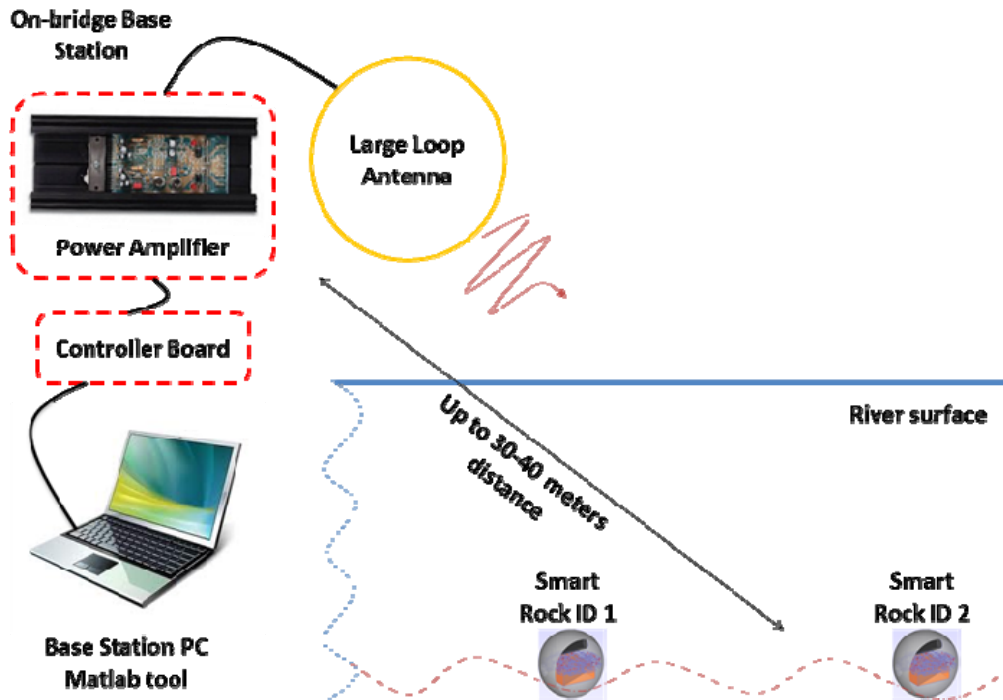 On-bridge Base
Station
Large Loop
Antenna
Power Amplifier
Controller Board
Up to 30-40 meters
distance
River surface
Smart
Rock ID 1
Smart
Rock ID 2
Base Station PC
Matlab tool